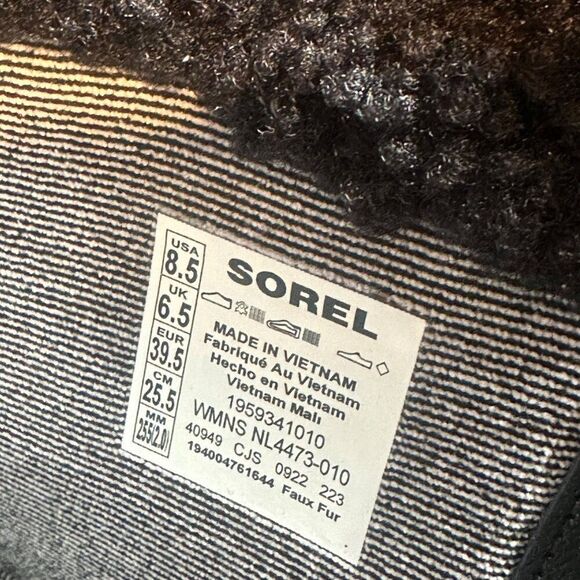 USA
8.5
UK
6.5
EUR
39.5
CM
25.5
MM
255(2.0)
SOREL
MADE IN VIETNAM
Fabriqué Au Vietnam
Hecho en Vietnam
Vietnam Malı
1959341010
WMNS NL4473-010
40949 CJS 0922 223
194004761644 Faux Fur